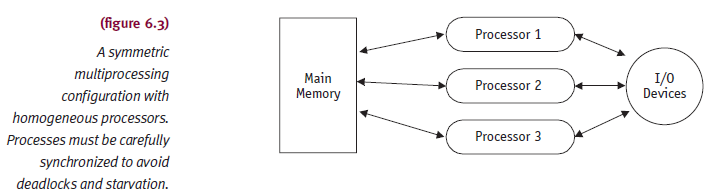 (figure 6.3)
A symmetric
multiprocessing
configuration with
homogeneous processors.
Processes must be carefully
synchronized to avoid
deadlocks and starvation.
Main
Memory
Processor 1
Processor 2
Processor 3
I/O
Devices